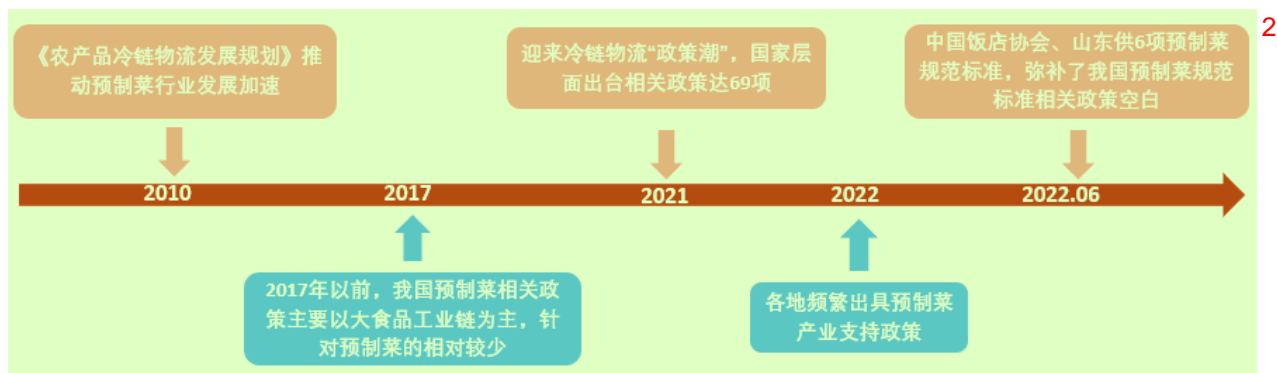 《农产品冷链物流发展规划》推
动预制菜行业发展加速
迎来冷链物流“政策潮”，国家层
面出台相关政策达69项
中国饭店协会、山东供6项预制菜
规范标准，弥补了我国预制菜规范
标准相关政策空白
2
2010
2017
2021
2022
2022.06
2017年以前，我国预制菜相关政
策主要以大食品工业链为主，针
对预制菜的相对较少
各地频繁出具预制菜
产业支持政策